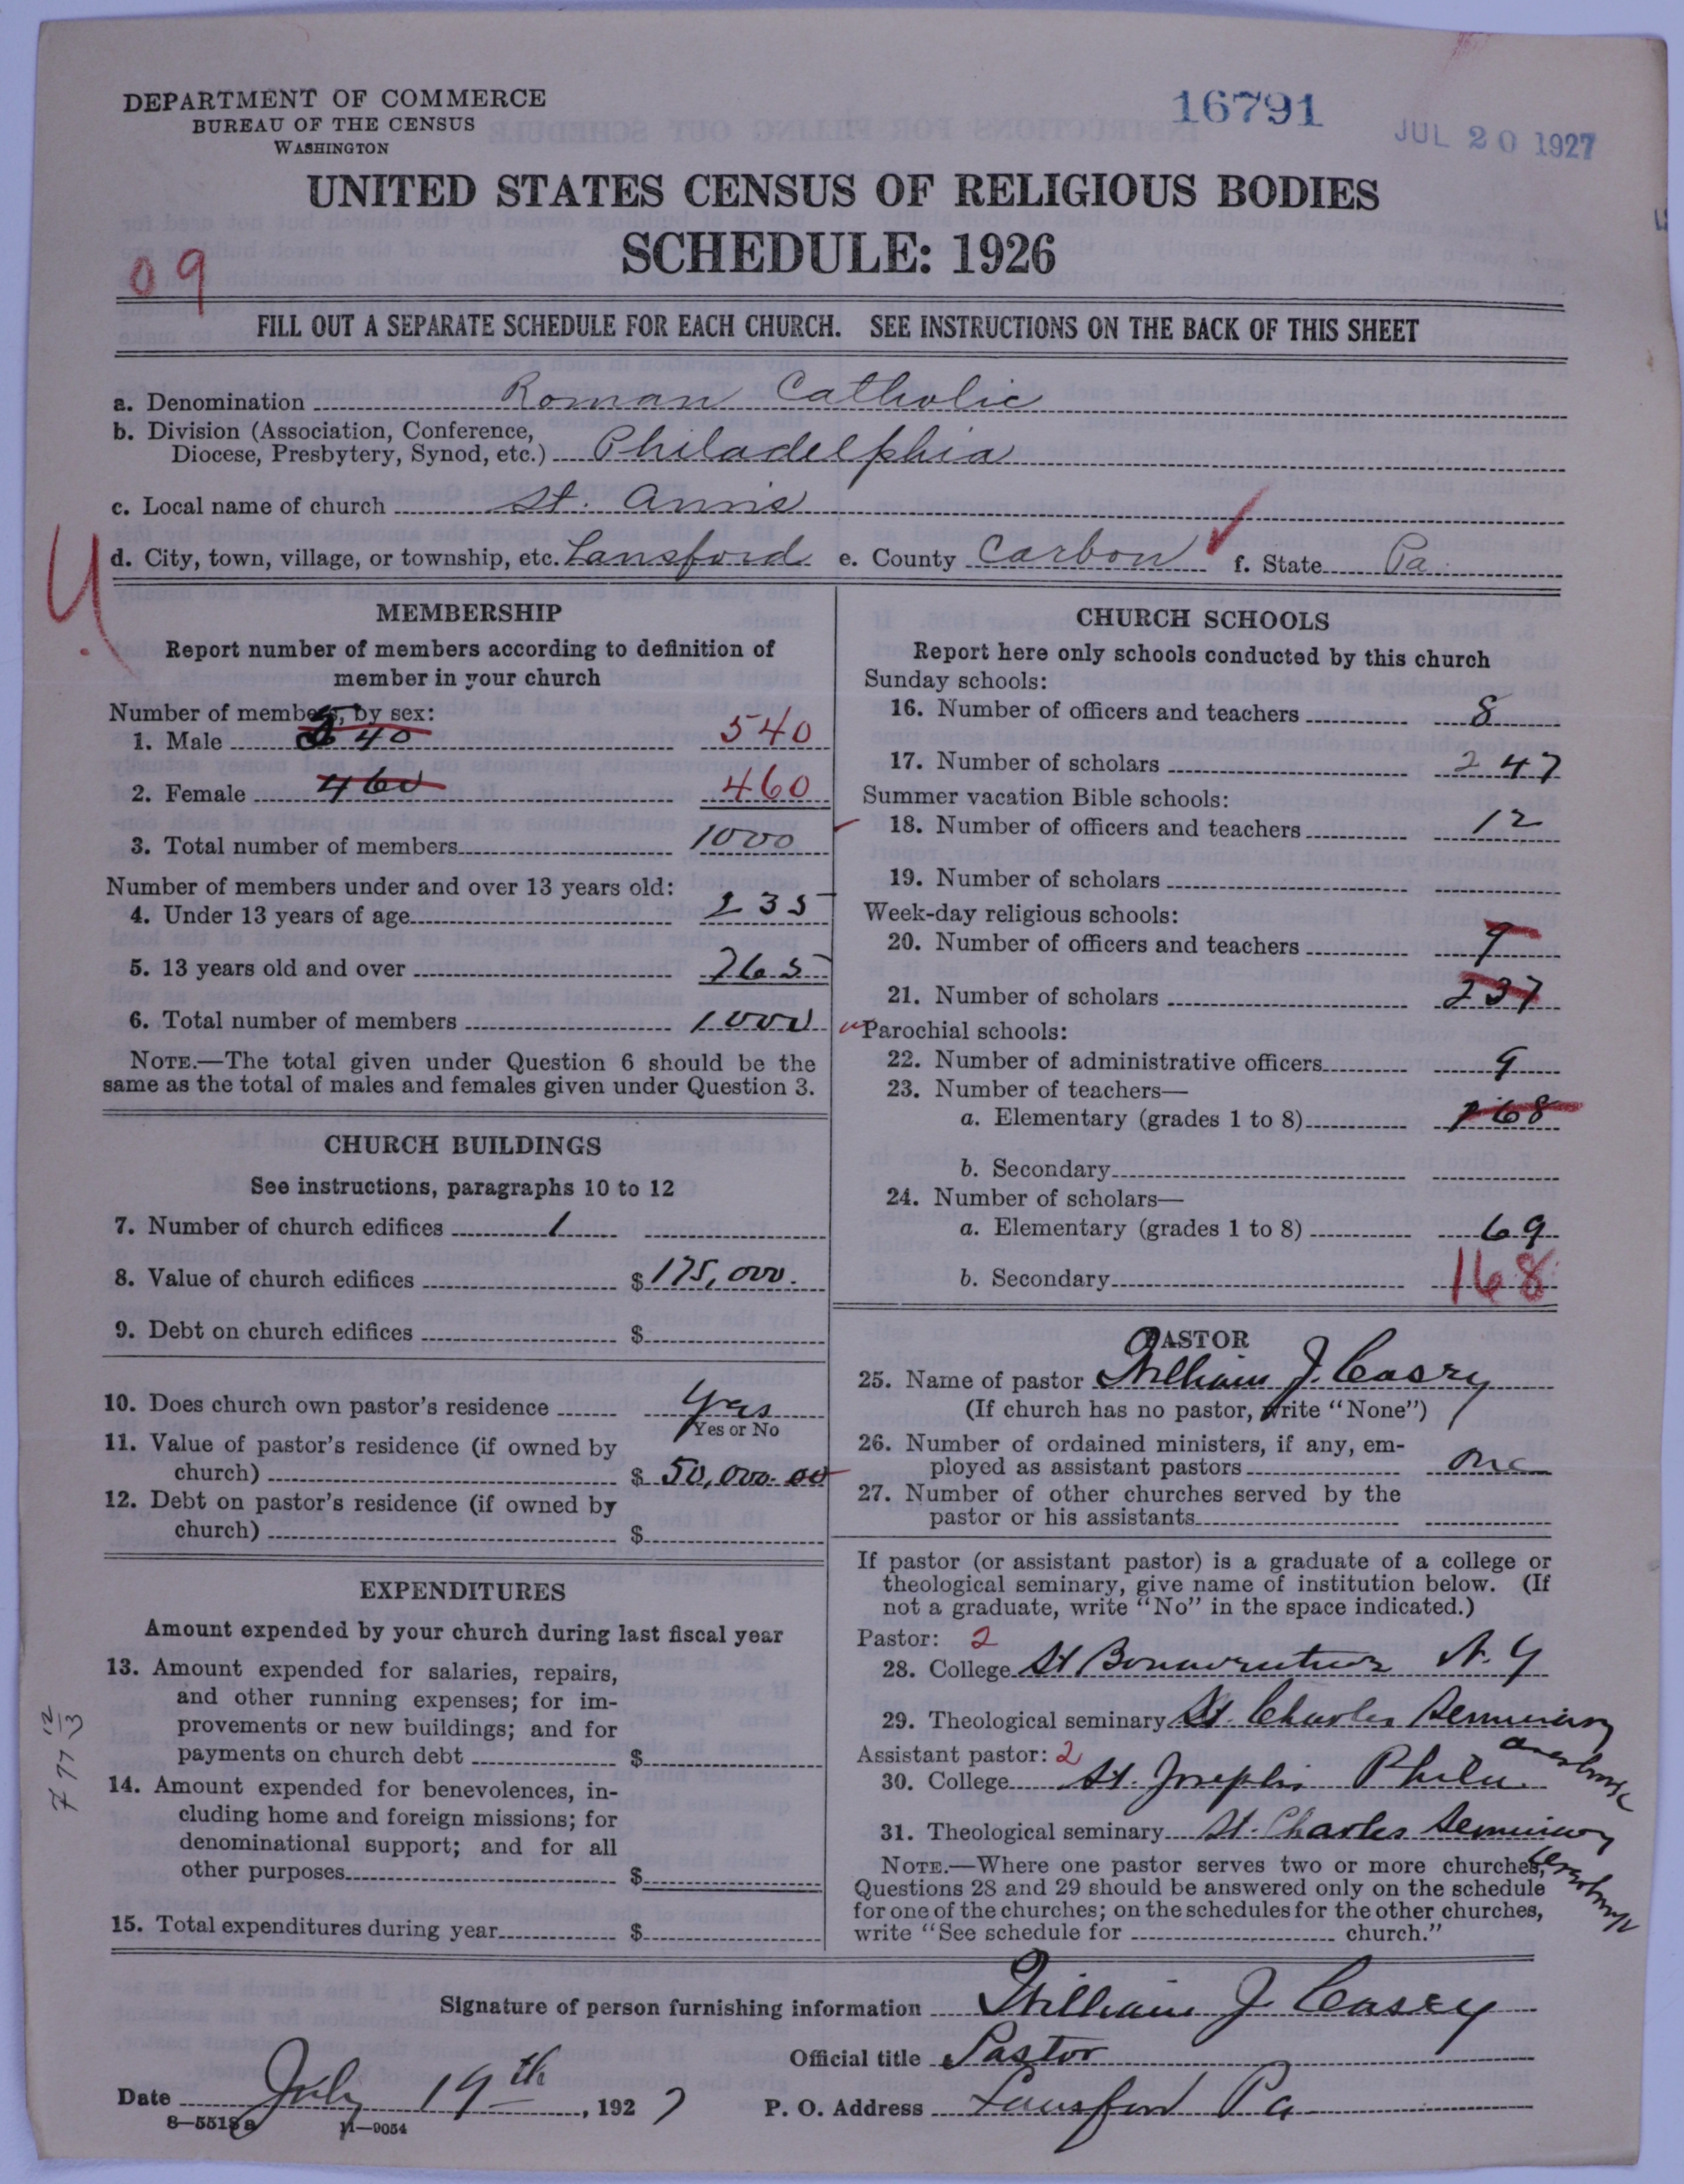 DEPARTMENT OF COMMERCE
BUREAU OF THE CENSUS
WASHINGTON
16791
JUL 20 1927
UNITED STATES CENSUS OF RELIGIOUS BODIES
SCHEDULE: 1926
09
FILL OUT A SEPARATE SCHEDULE FOR EACH CHURCH. SEE INSTRUCTIONS ON THE BACK OF THIS SHEET
a. Denomination Roman Catholic
b. Division (Association, Conference,
Diocese, Presbytery, Synod, etc.) Philadelphia
c. Local name of church St. Anns
d. City, town, village, or township, etc. Lansford e. County Carbon f. State Pa
MEMBERSHIP
Report number of members according to definition of
member in your church
Number of members, by sex:
1. Male 540 540
2. Female 460 460
3. Total number of members 1000
Number of members under and over 13 years old:
4. Under 13 years of age 235
5. 13 years old and over 765
6. Total number of members 1000
NOTE.—The total given under Question 6 should be the
same as the total of males and females given under Question 3.
CHURCH BUILDINGS
See instructions, paragraphs 10 to 12
7. Number of church edifices 1
8. Value of church edifices $ 175,000.
9. Debt on church edifices $
10. Does church own pastor's residence Yes
Yes or No
11. Value of pastor's residence (if owned by
church) $ 50,000.00
12. Debt on pastor's residence (if owned by
church) $
EXPENDITURES
Amount expended by your church during last fiscal year
13. Amount expended for salaries, repairs,
and other running expenses; for im-
provements or new buildings; and for
payments on church debt $
14. Amount expended for benevolences, in-
cluding home and foreign missions; for
denominational support; and for all
other purposes $
15. Total expenditures during year $
CHURCH SCHOOLS
Report here only schools conducted by this church
Sunday schools:
16. Number of officers and teachers 8
17. Number of scholars 247
Summer vacation Bible schools:
18. Number of officers and teachers 12
19. Number of scholars
Week-day religious schools:
20. Number of officers and teachers 7
21. Number of scholars 237
Parochial schools:
22. Number of administrative officers 9
23. Number of teachers—
a. Elementary (grades 1 to 8) 168
b. Secondary
24. Number of scholars—
a. Elementary (grades 1 to 8) 69
b. Secondary 168
PASTOR
25. Name of pastor William J. Casey
(If church has no pastor, write "None")
26. Number of ordained ministers, if any, em-
ployed as assistant pastors one
27. Number of other churches served by the
pastor or his assistants
If pastor (or assistant pastor) is a graduate of a college or
theological seminary, give name of institution below. (If
not a graduate, write "No" in the space indicated.)
Pastor: 2
28. College St Bonaventure N. Y
29. Theological seminary St. Charles Seminary
Overbrook
Assistant pastor: 2
30. College St. Josephs Phila
31. Theological seminary St. Charles Seminary
Overbrook
NOTE.—Where one pastor serves two or more churches,
Questions 28 and 29 should be answered only on the schedule
for one of the churches; on the schedules for the other churches,
write "See schedule for church."
Signature of person furnishing information William J. Casey
Official title Pastor
Date July 19th, 1927 P. O. Address Lansford Pa
8—5518a 11—9054